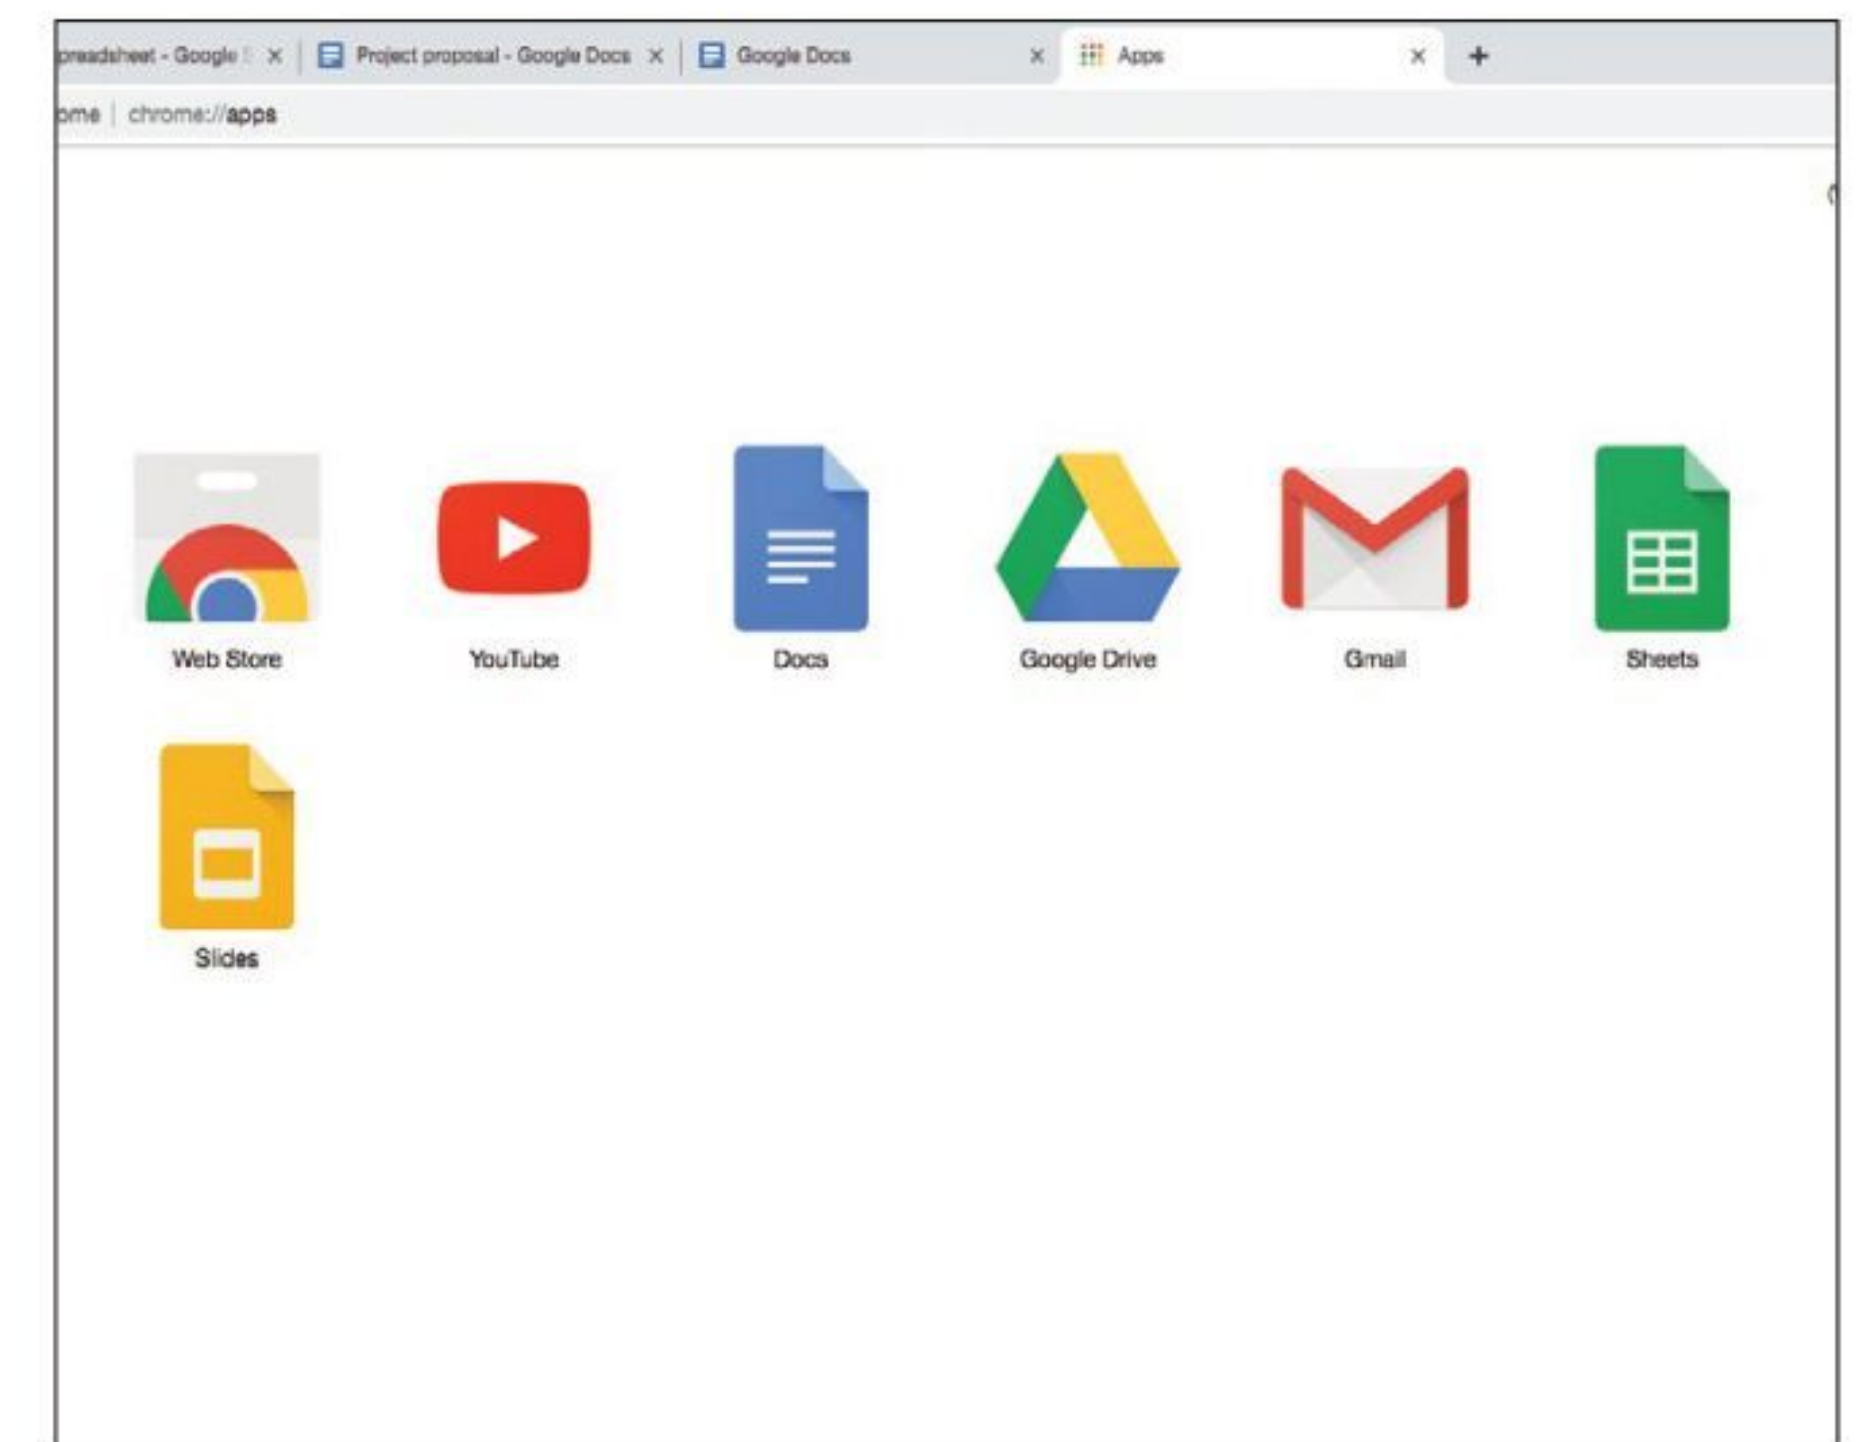 preadsheet - Google
Project proposal - Google Docs
Google Docs
Apps
ome | chrome://apps
Web Store
YouTube
Docs
Google Drive
Gmail
Sheets
Slides